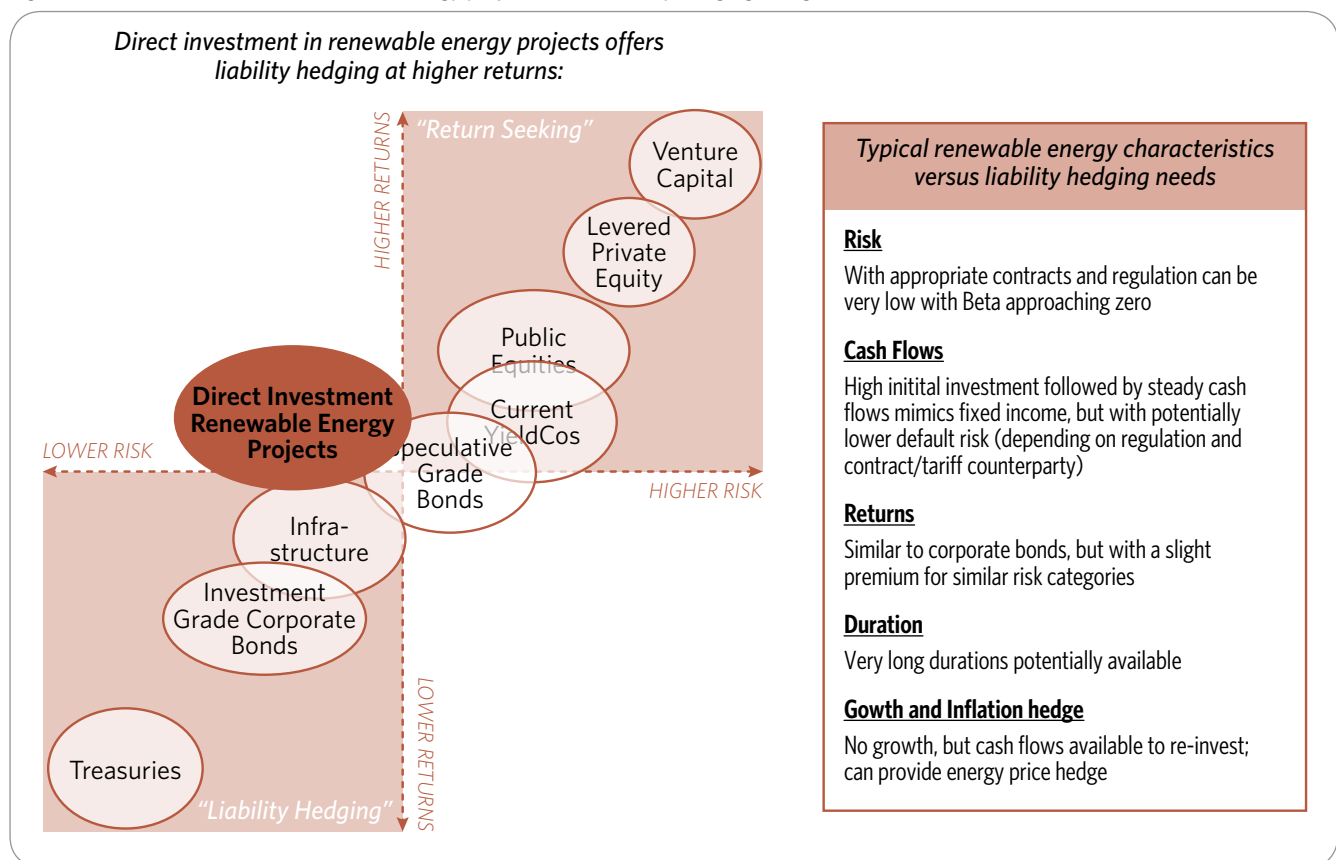 Direct investment in renewable energy projects offers
liability hedging at higher returns:
HIGHER RETURNS
"Return Seeking"
Venture
Capital
Levered
Private
Equity
Public
Equities
Current
YieldCos
Direct Investment
Renewable Energy
Projects
Speculative
Grade
Bonds
LOWER RISK
HIGHER RISK
Infra-
structure
Investment
Grade Corporate
Bonds
LOWER RETURNS
Treasuries
"Liability Hedging"
Typical renewable energy characteristics
versus liability hedging needs
Risk
With appropriate contracts and regulation can be
very low with Beta approaching zero
Cash Flows
High initital investment followed by steady cash
flows mimics fixed income, but with potentially
lower default risk (depending on regulation and
contract/tariff counterparty)
Returns
Similar to corporate bonds, but with a slight
premium for similar risk categories
Duration
Very long durations potentially available
Gowth and Inflation hedge
No growth, but cash flows available to re-invest;
can provide energy price hedge